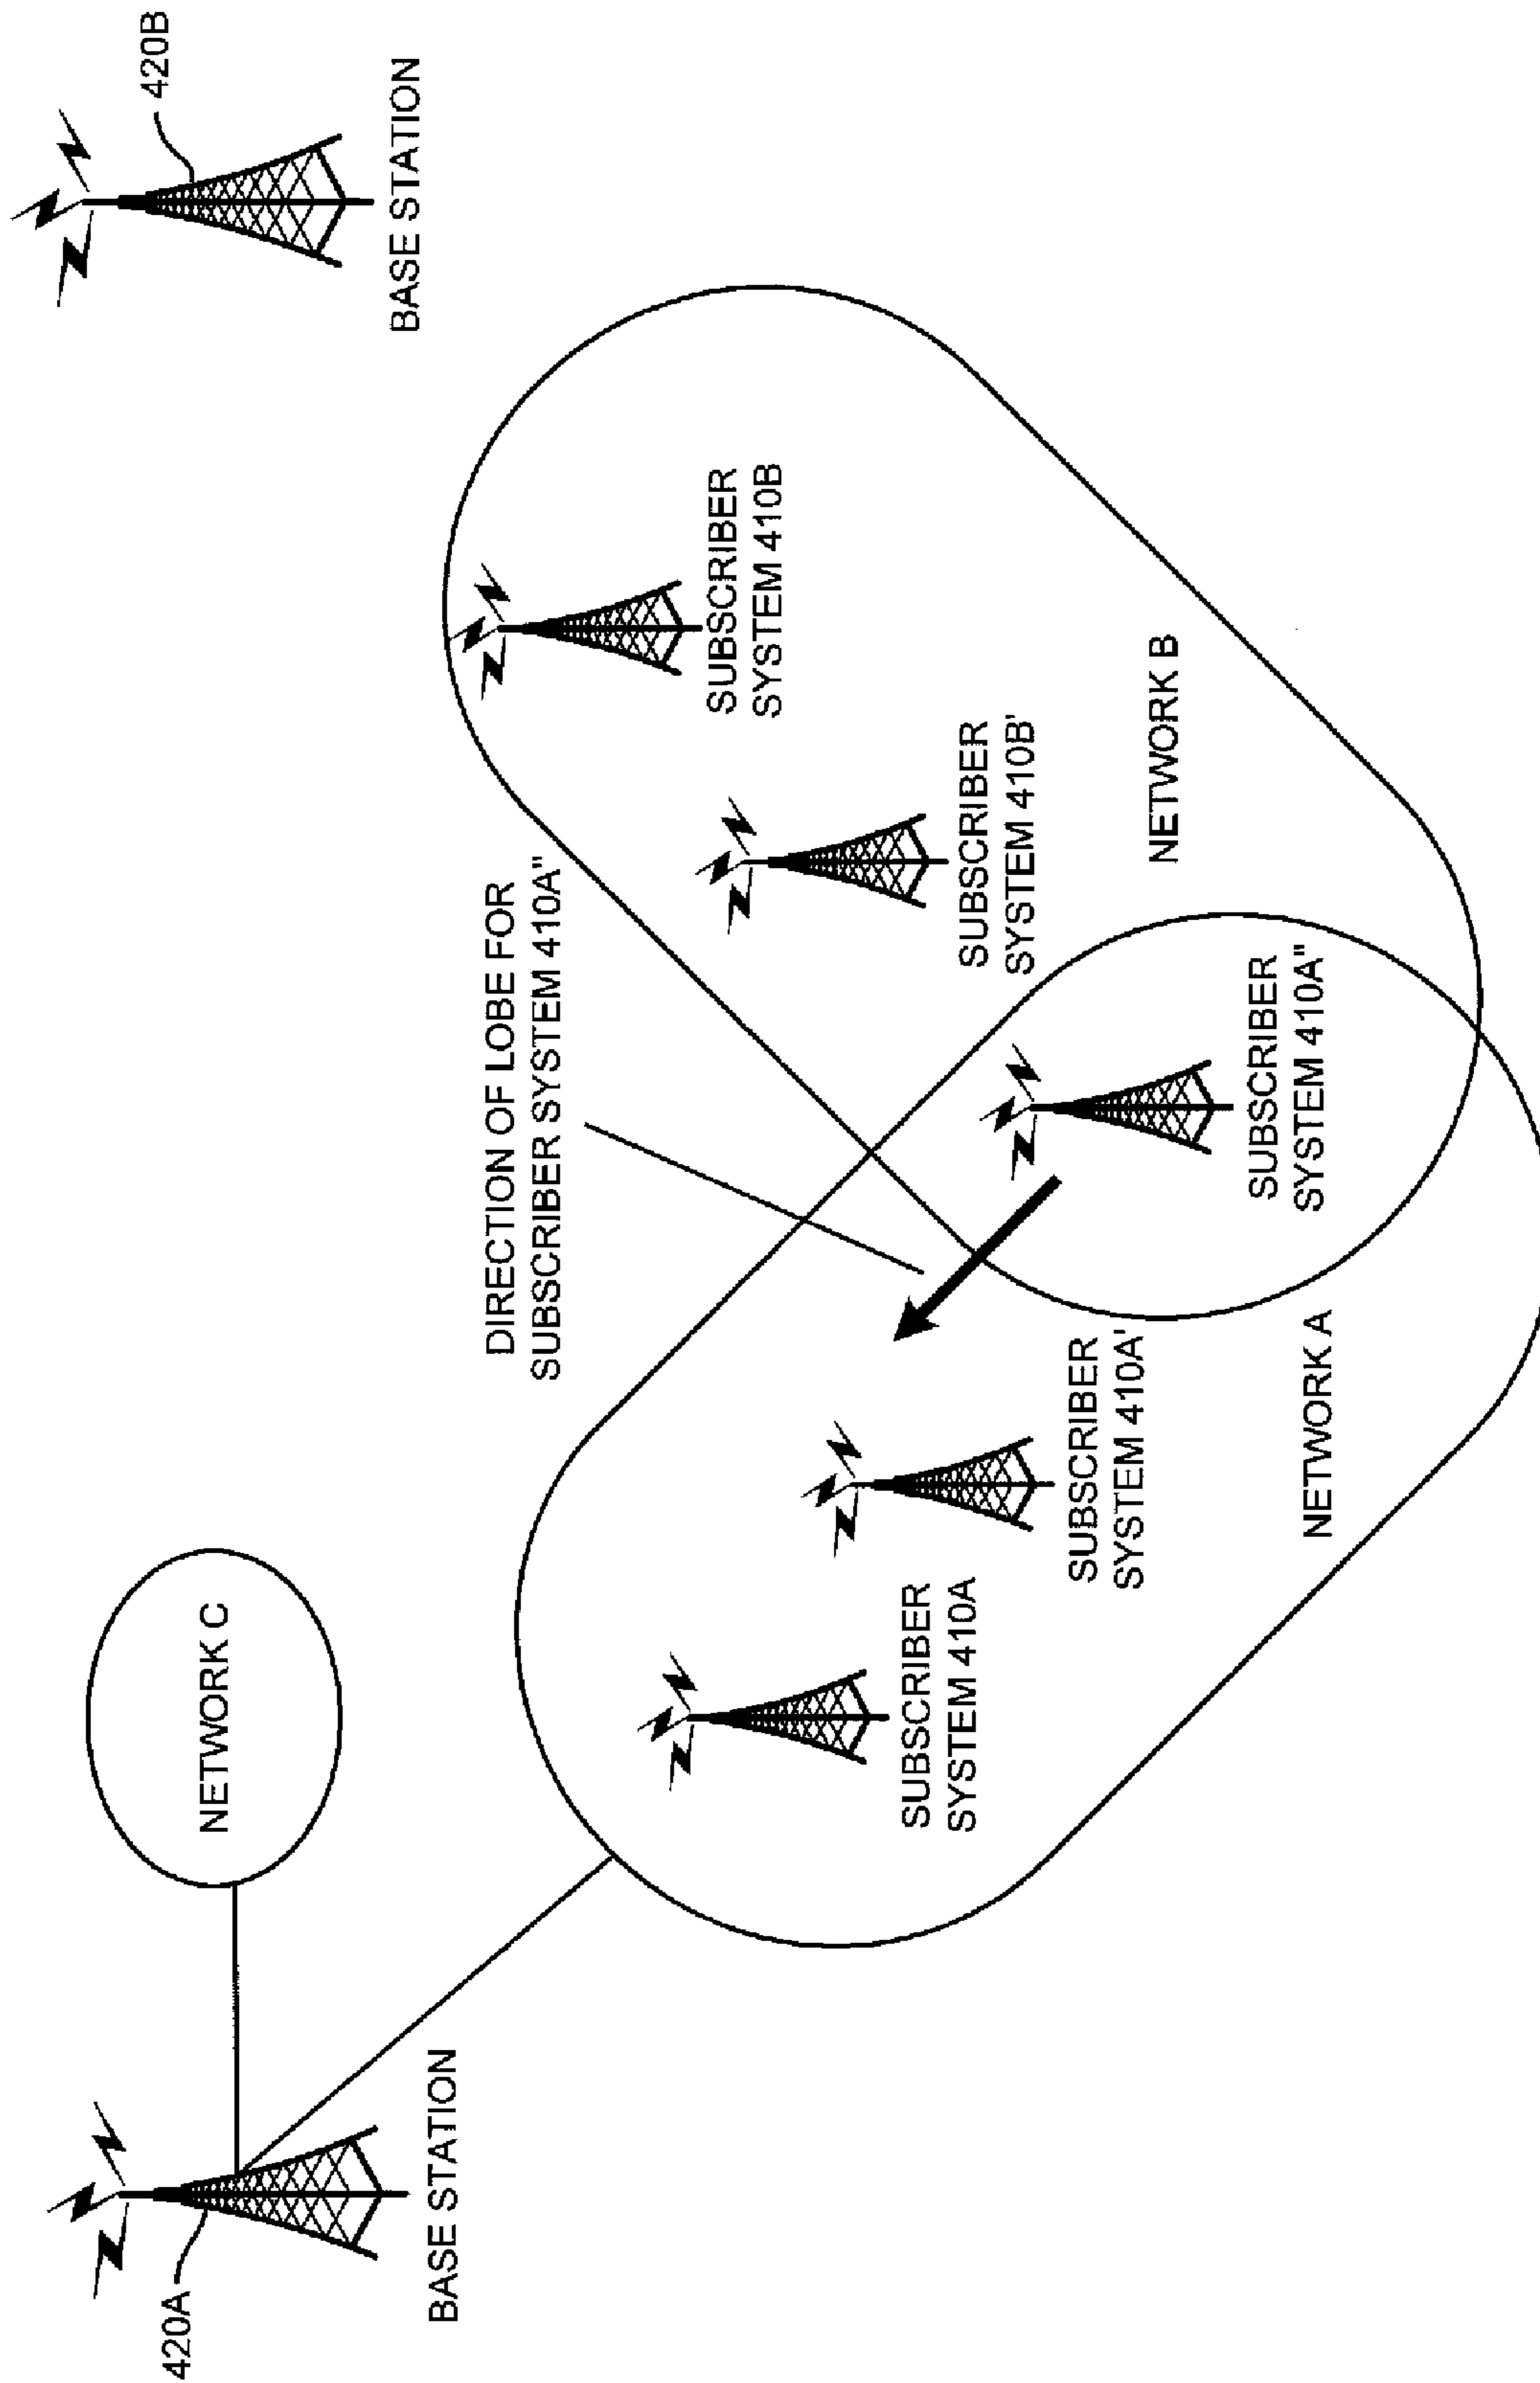 420A
BASE STATION
NETWORK C
420B
BASE STATION
DIRECTION OF LOBE FOR
SUBSCRIBER SYSTEM 410A"
SUBSCRIBER
SYSTEM 410A
SUBSCRIBER
SYSTEM 410A'
SUBSCRIBER
SYSTEM 410A"
SUBSCRIBER
SYSTEM 410B'
SUBSCRIBER
SYSTEM 410B
NETWORK A
NETWORK B